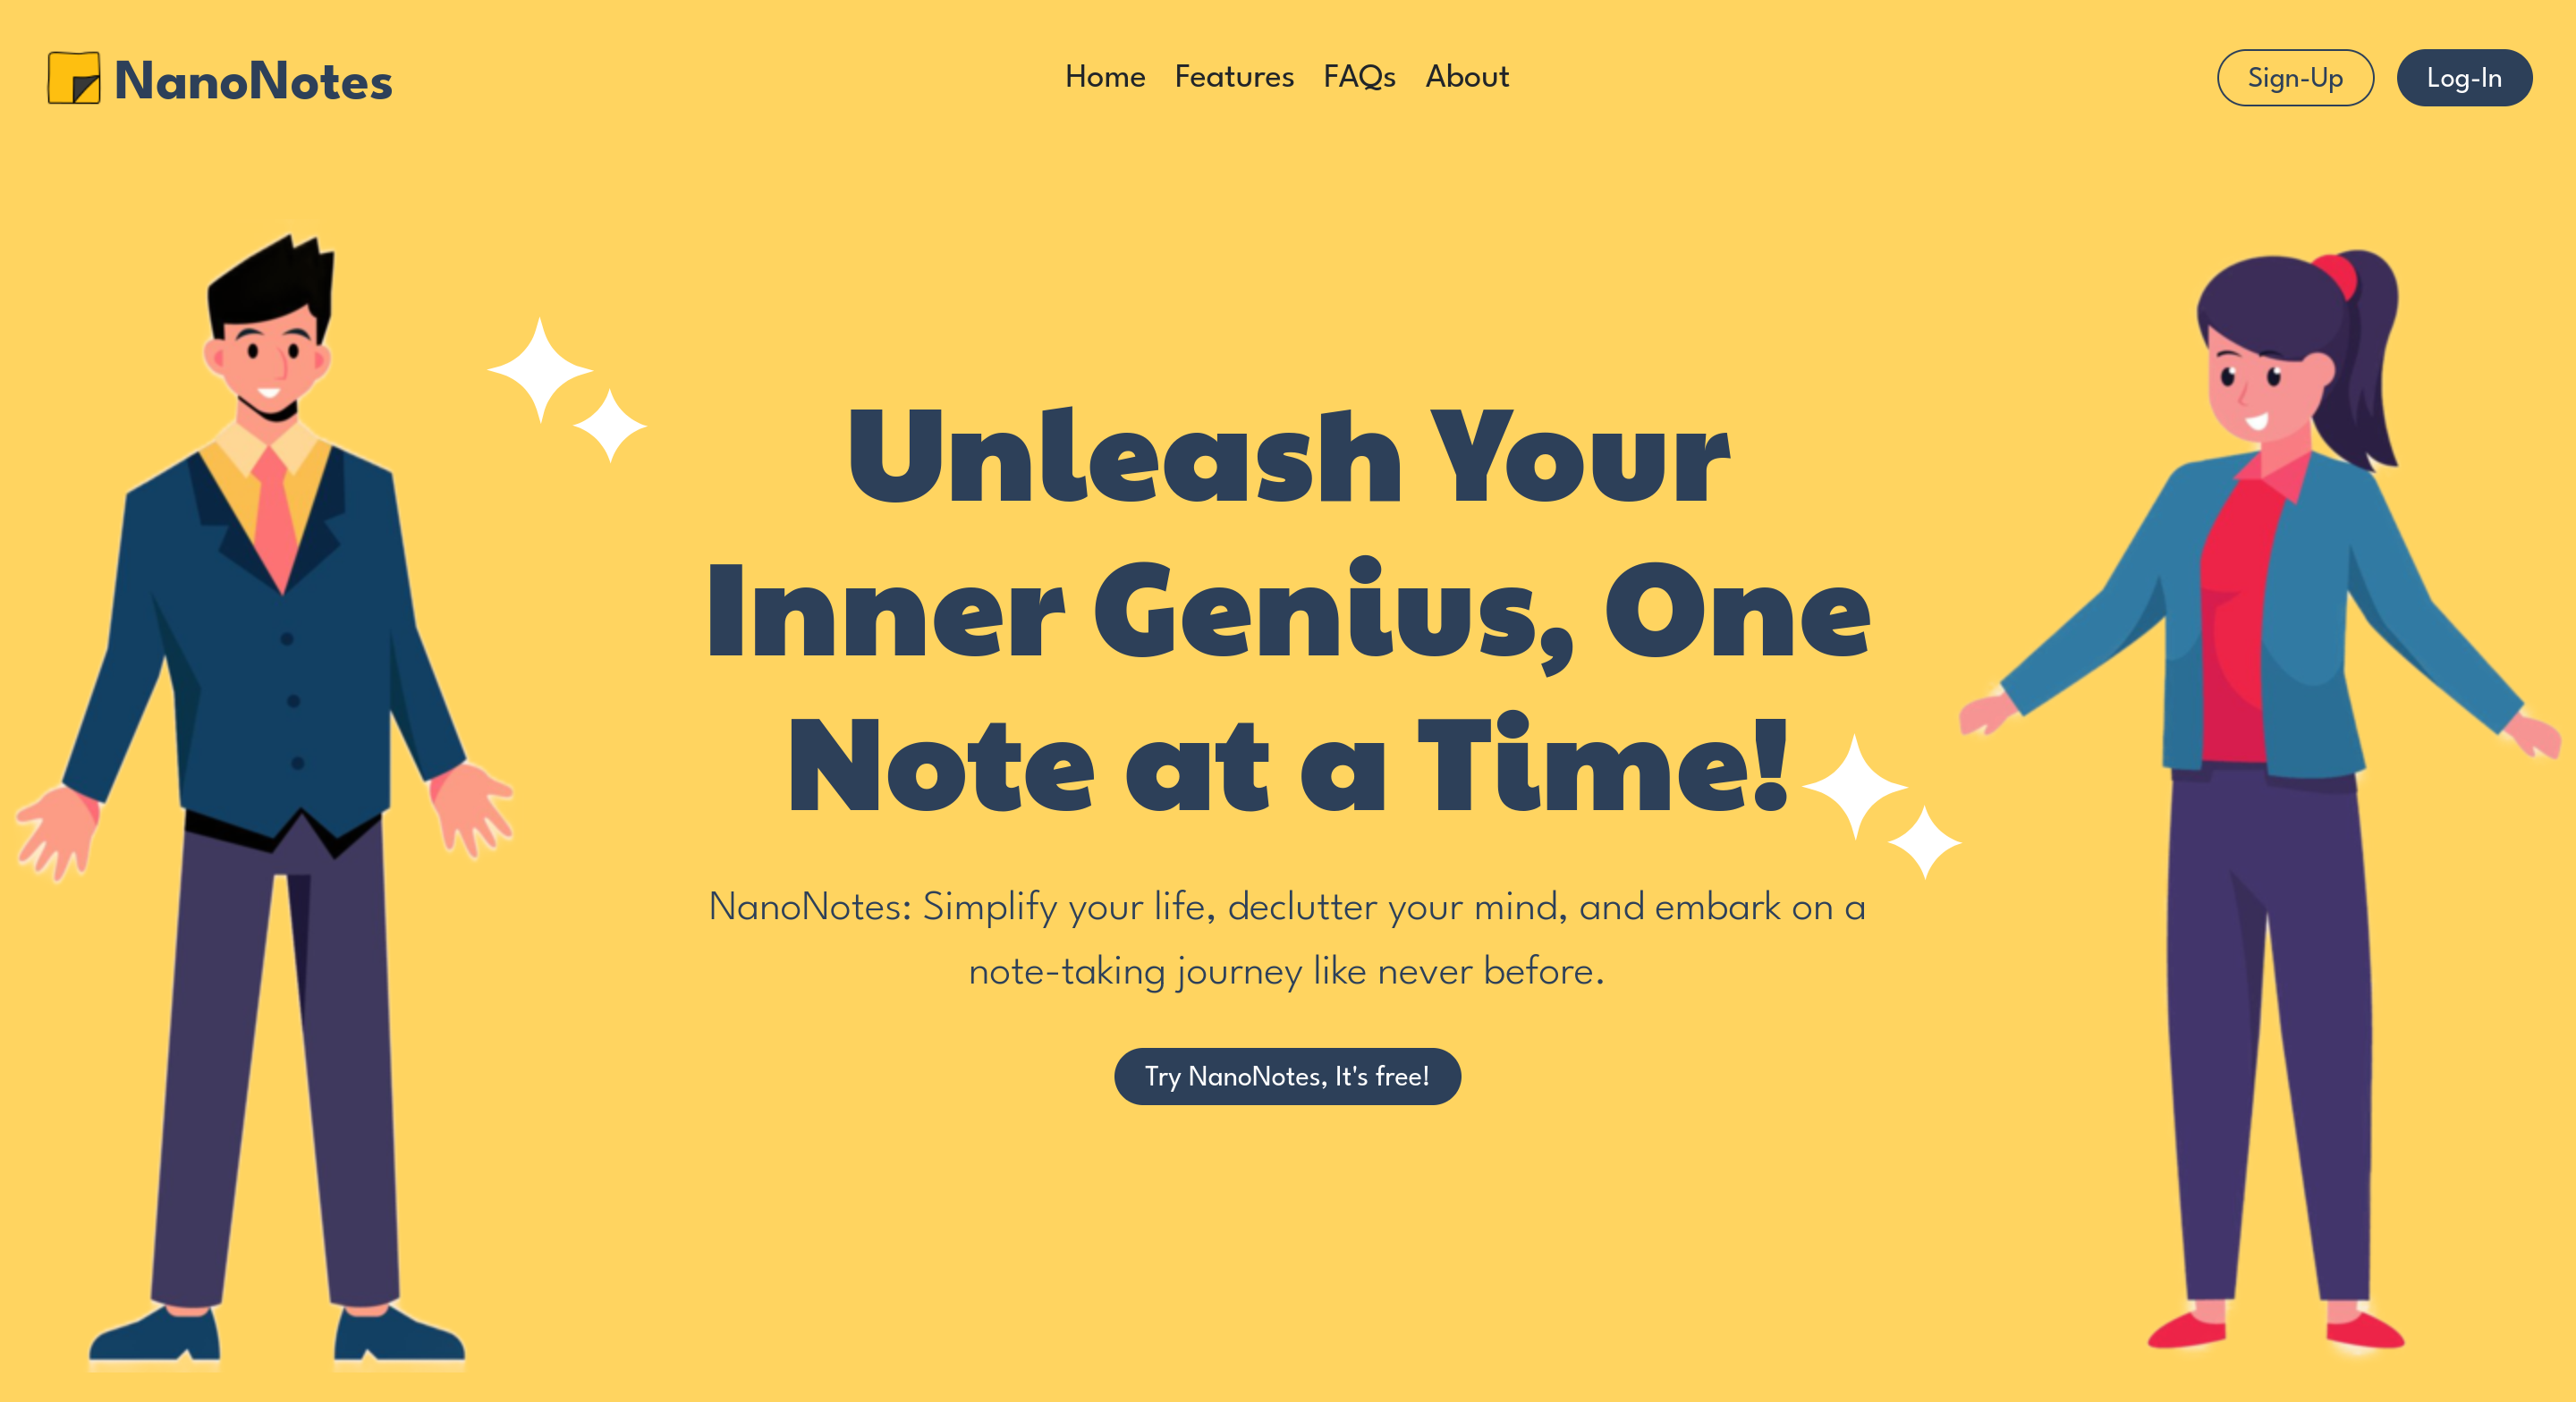 NanoNotes
Home Features FAQs About
Sign-Up Log-In
Unleash Your
Inner Genius, One
Note at a Time!
NanoNotes: Simplify your life, declutter your mind, and embark on a
note-taking journey like never before.
Try NanoNotes, It's free!